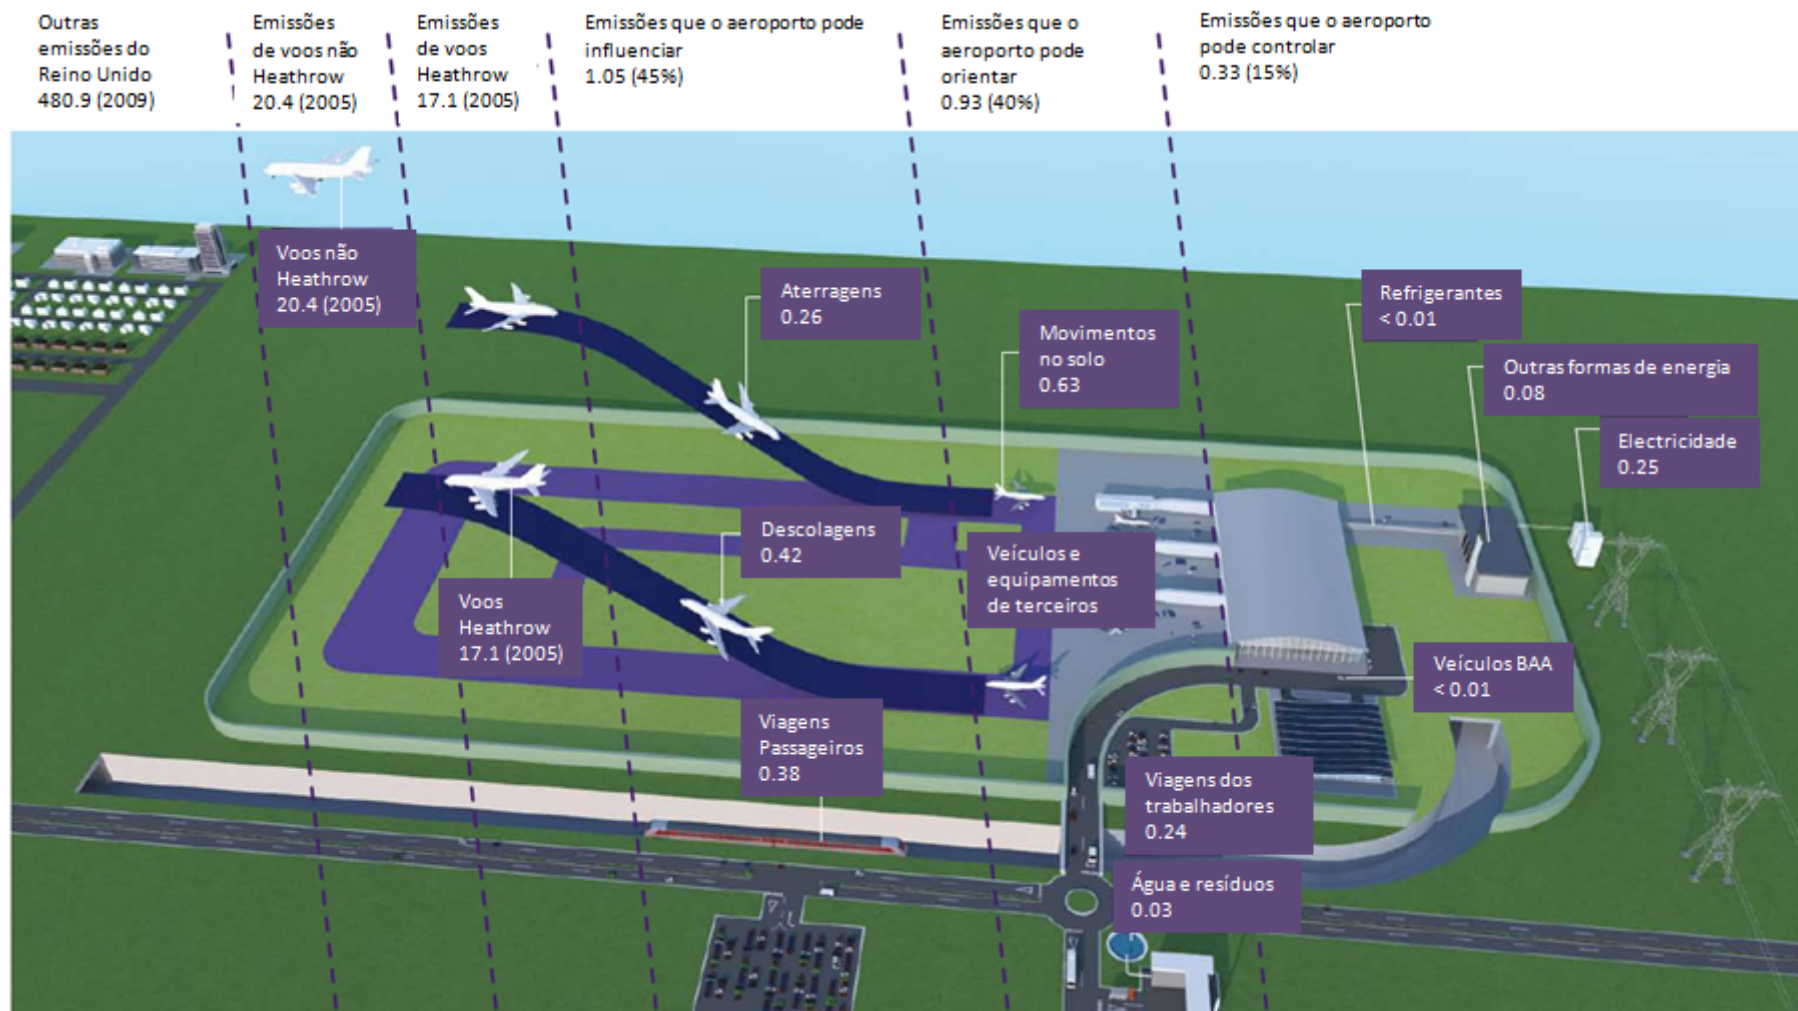 Outras
emissões do
Reino Unido
480.9 (2009)
Emissões
de voos não
Heathrow
20.4 (2005)
Emissões
de voos
Heathrow
17.1 (2005)
Emissões que o aeroporto pode
influenciar
1.05 (45%)
Emissões que o
aeroporto pode
orientar
0.93 (40%)
Emissões que o aeroporto
pode controlar
0.33 (15%)
Voos não
Heathrow
20.4 (2005)
Aterragens
0.26
Movimentos
no solo
0.63
Refrigerantes
< 0.01
Outras formas de energia
0.08
Electricidade
0.25
Descolagens
0.42
Veículos e
equipamentos
de terceiros
Voos
Heathrow
17.1 (2005)
Veículos BAA
< 0.01
Viagens
Passageiros
0.38
Viagens dos
trabalhadores
0.24
Água e resíduos
0.03